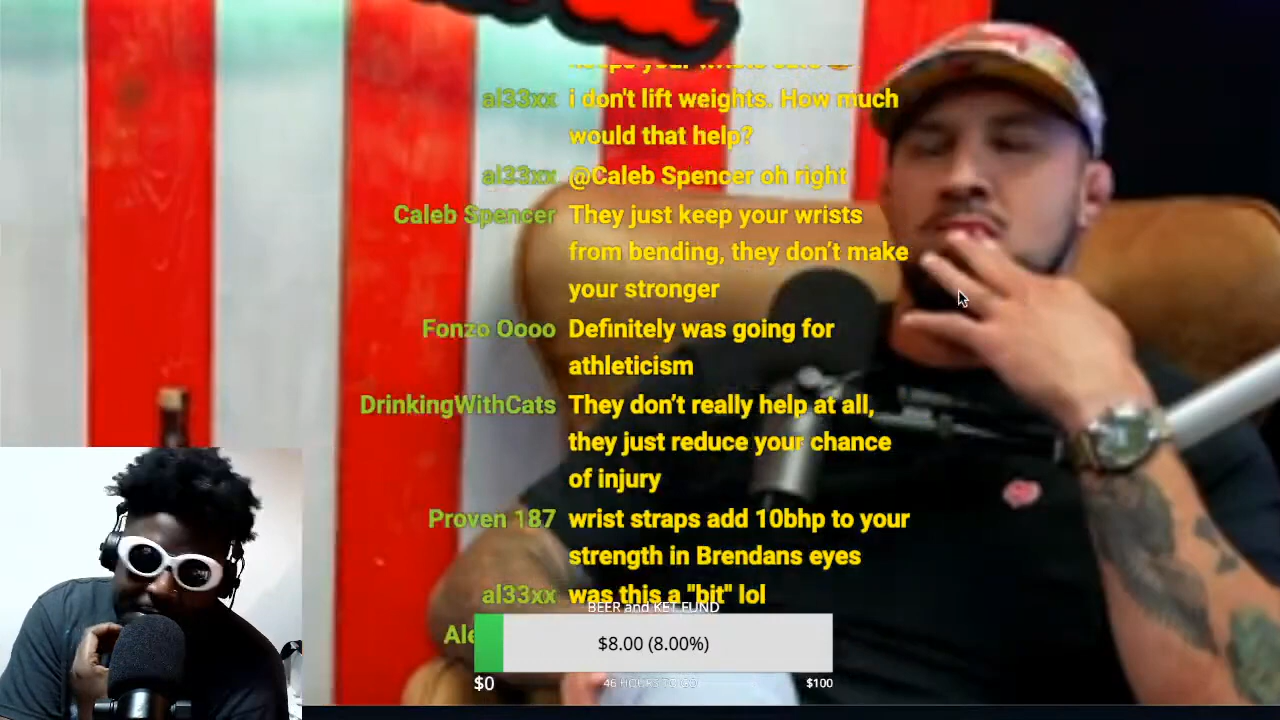 al33xx i don't lift weights. How much
would that help?
al33xx @Caleb Spencer oh right
Caleb Spencer They just keep your wrists
from bending, they don’t make
your stronger
Fonzo Oooo Definitely was going for
athleticism
DrinkingWithCats They don’t really help at all,
they just reduce your chance
of injury
Proven 187 wrist straps add 10bhp to your
strength in Brendans eyes
al33xx was this a "bit" lol
BEER and KET FUND
$8.00 (8.00%)
$0 46 HOURS TO GO $100